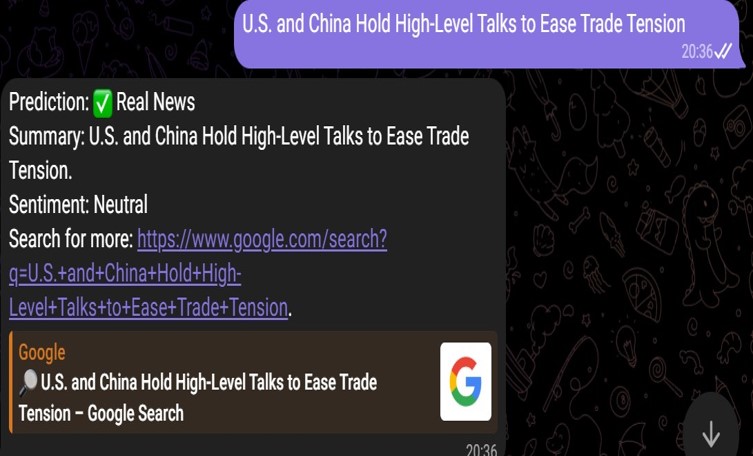 U.S. and China Hold High-Level Talks to Ease Trade Tension
20:36
Prediction: ✅ Real News
Summary: U.S. and China Hold High-Level Talks to Ease Trade
Tension.
Sentiment: Neutral
Search for more: https://www.google.com/search?
q=U.S.+and+China+Hold+High-
Level+Talks+to+Ease+Trade+Tension.
Google
🔎U.S. and China Hold High-Level Talks to Ease Trade
Tension – Google Search
20:36